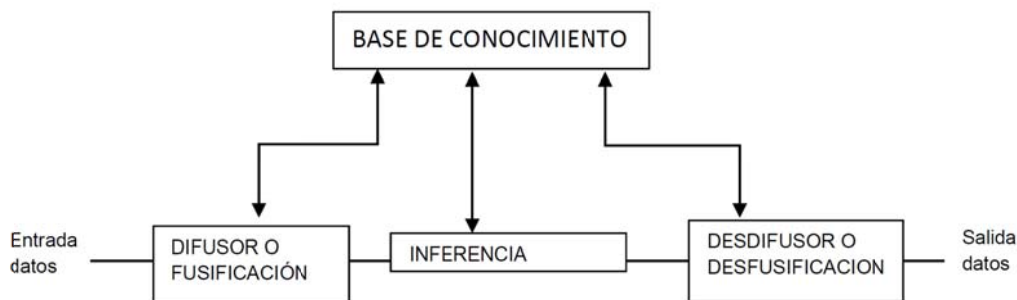 BASE DE CONOCIMIENTO
Entrada
datos
DIFUSOR O
FUSIFICACIÓN
INFERENCIA
DESDIFUSOR O
DESFUSIFICACION
Salida
datos